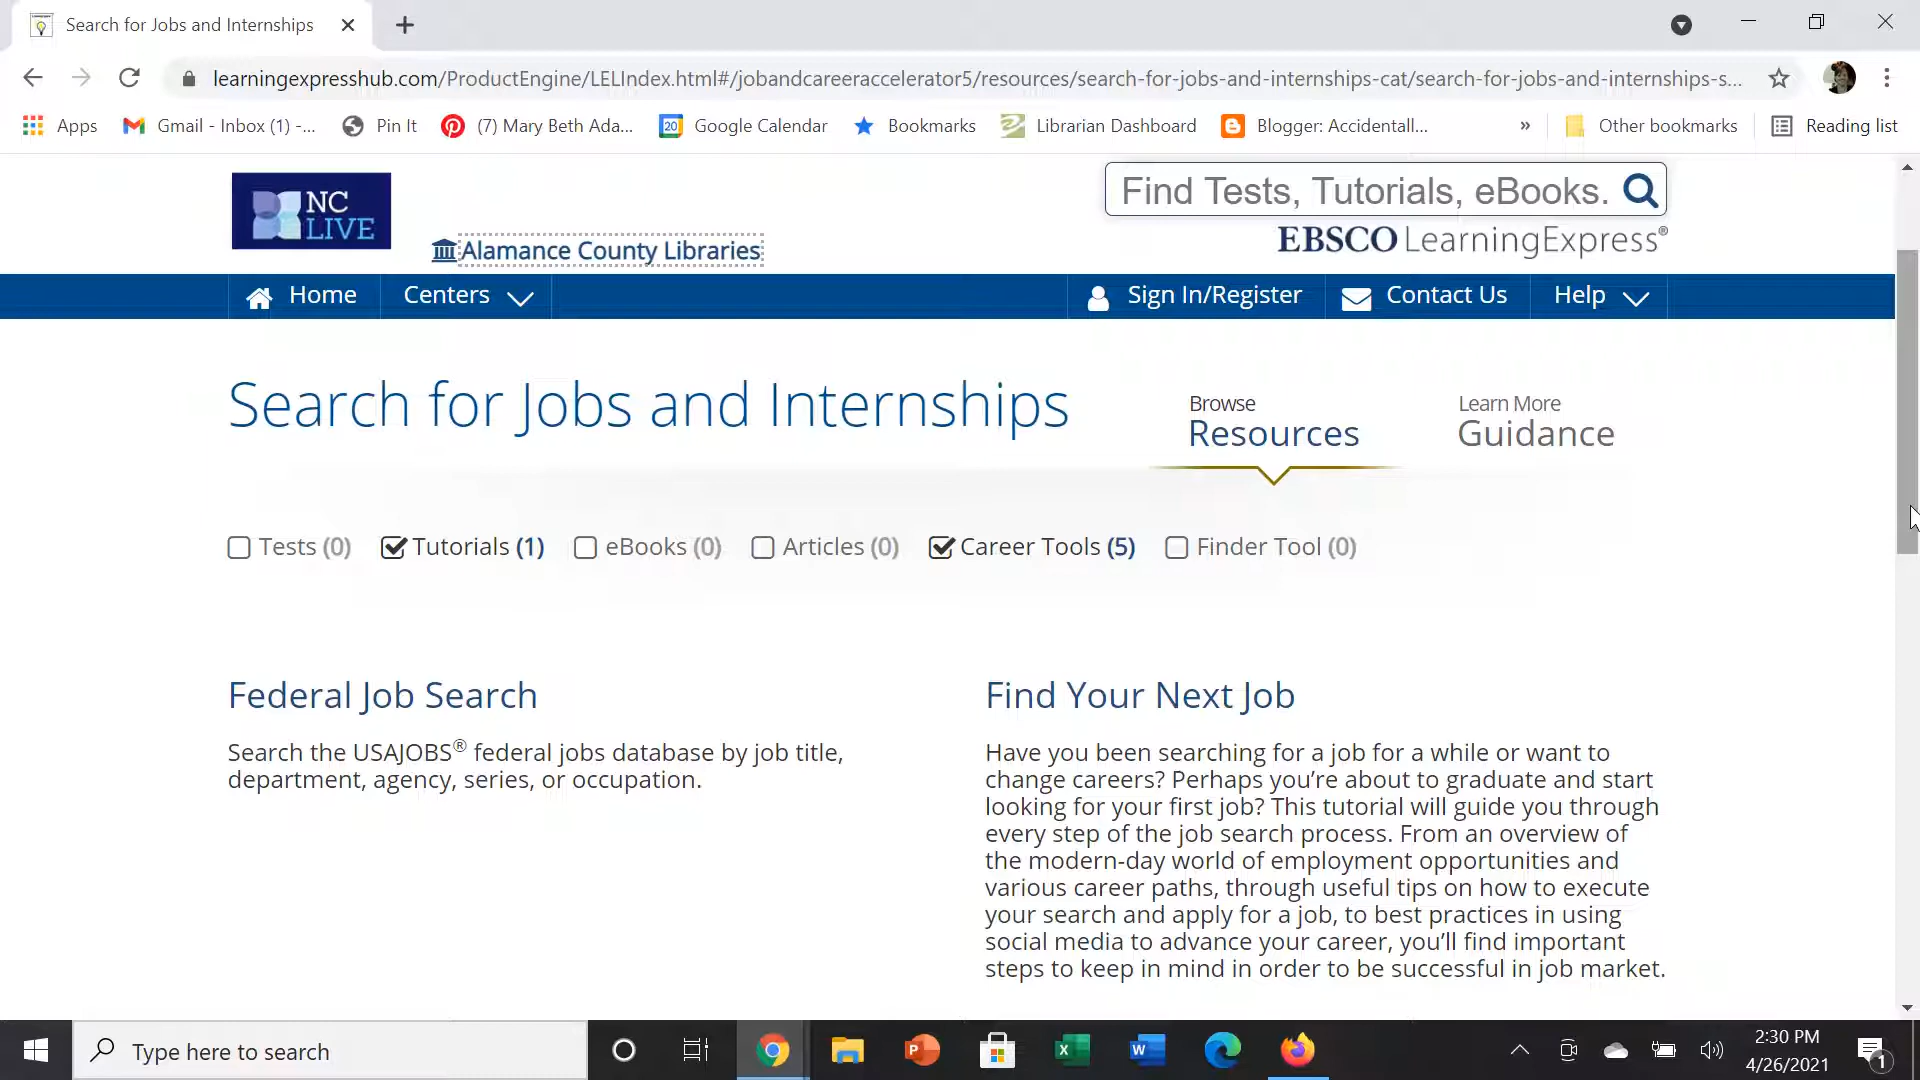 Search for Jobs and Internships
learningexpresshub.com/ProductEngine/LELIndex.html#/jobandcareeraccelerator5/resources/search-for-jobs-and-internships-cat/search-for-jobs-and-internships-s...
Apps Gmail - Inbox (1) -... Pin It (7) Mary Beth Ada... 20 Google Calendar Bookmarks Librarian Dashboard Blogger: Accidentall... » Other bookmarks Reading list
NC LIVE
Find Tests, Tutorials, eBooks.
Alamance County Libraries
EBSCO LearningExpress®
Home Centers Sign In/Register Contact Us Help
Search for Jobs and Internships
Browse
Resources
Learn More
Guidance
Tests (0) Tutorials (1) eBooks (0) Articles (0) Career Tools (5) Finder Tool (0)
Federal Job Search
Search the USAJOBS® federal jobs database by job title,
department, agency, series, or occupation.
Find Your Next Job
Have you been searching for a job for a while or want to
change careers? Perhaps you’re about to graduate and start
looking for your first job? This tutorial will guide you through
every step of the job search process. From an overview of
the modern-day world of employment opportunities and
various career paths, through useful tips on how to execute
your search and apply for a job, to best practices in using
social media to advance your career, you’ll find important
steps to keep in mind in order to be successful in job market.
Type here to search
P
X
W
2:30 PM
4/26/2021
1